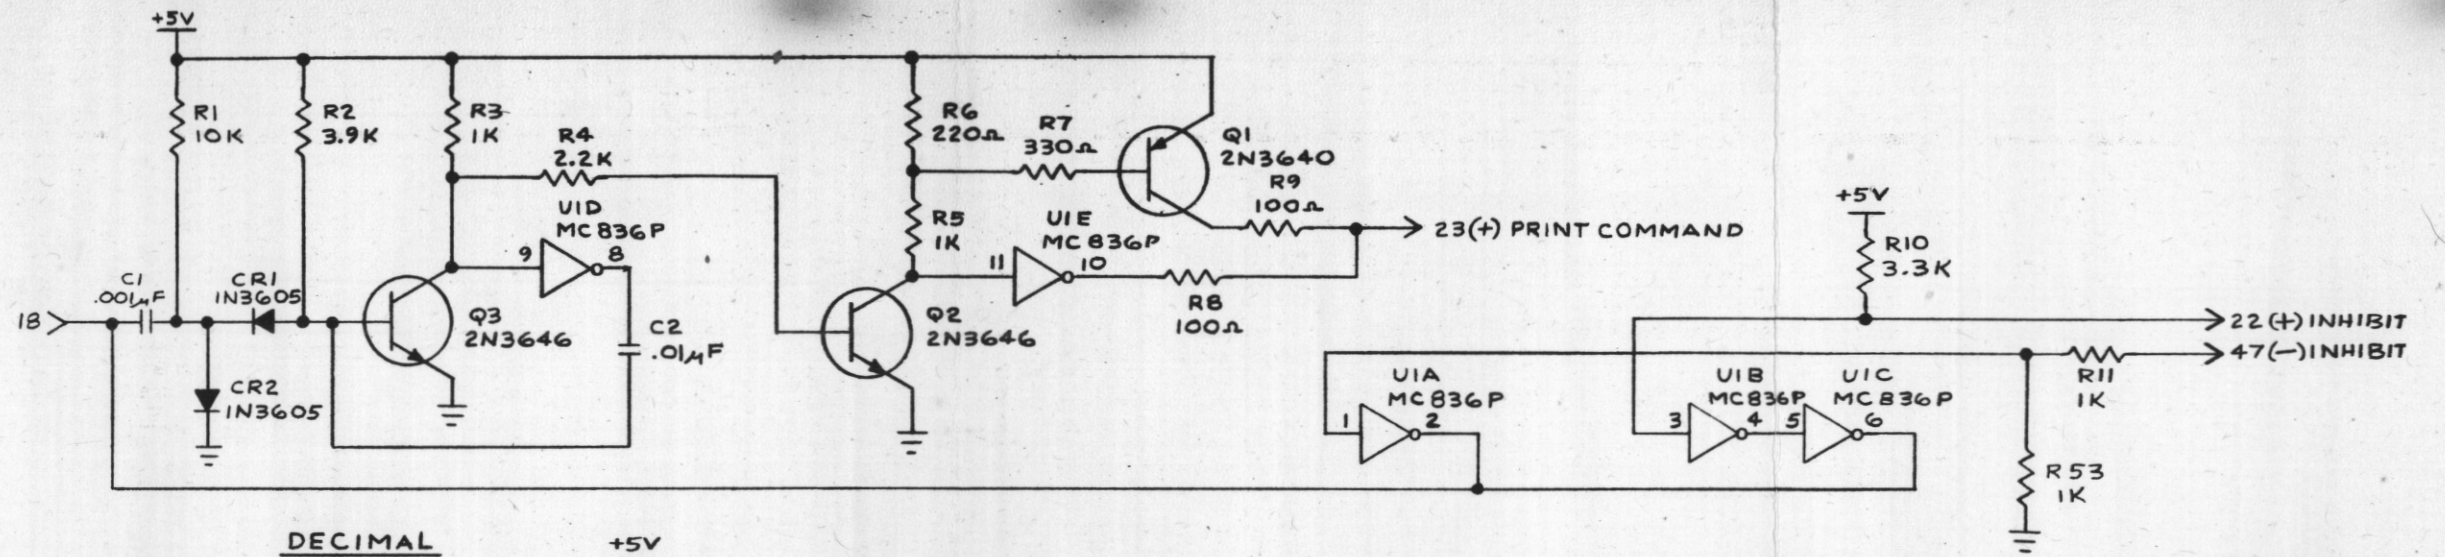 +5V
R1
10K
R2
3.9K
R3
1K
R4
2.2K
R6
220Ω
R7
330Ω
Q1
2N3640
R9
100Ω
+5V
U1D
MC836P
9
8
R5
1K
U1E
MC836P
11
10
23(+) PRINT COMMAND
R10
3.3K
R8
100Ω
18
C1
.001µF
CR1
1N3605
Q3
2N3646
C2
.01µF
Q2
2N3646
22(+) INHIBIT
47(-) INHIBIT
CR2
1N3605
U1A
MC836P
1
2
U1B
MC836P
3
4
U1C
MC836P
5
6
R11
1K
R53
1K
DECIMAL
+5V